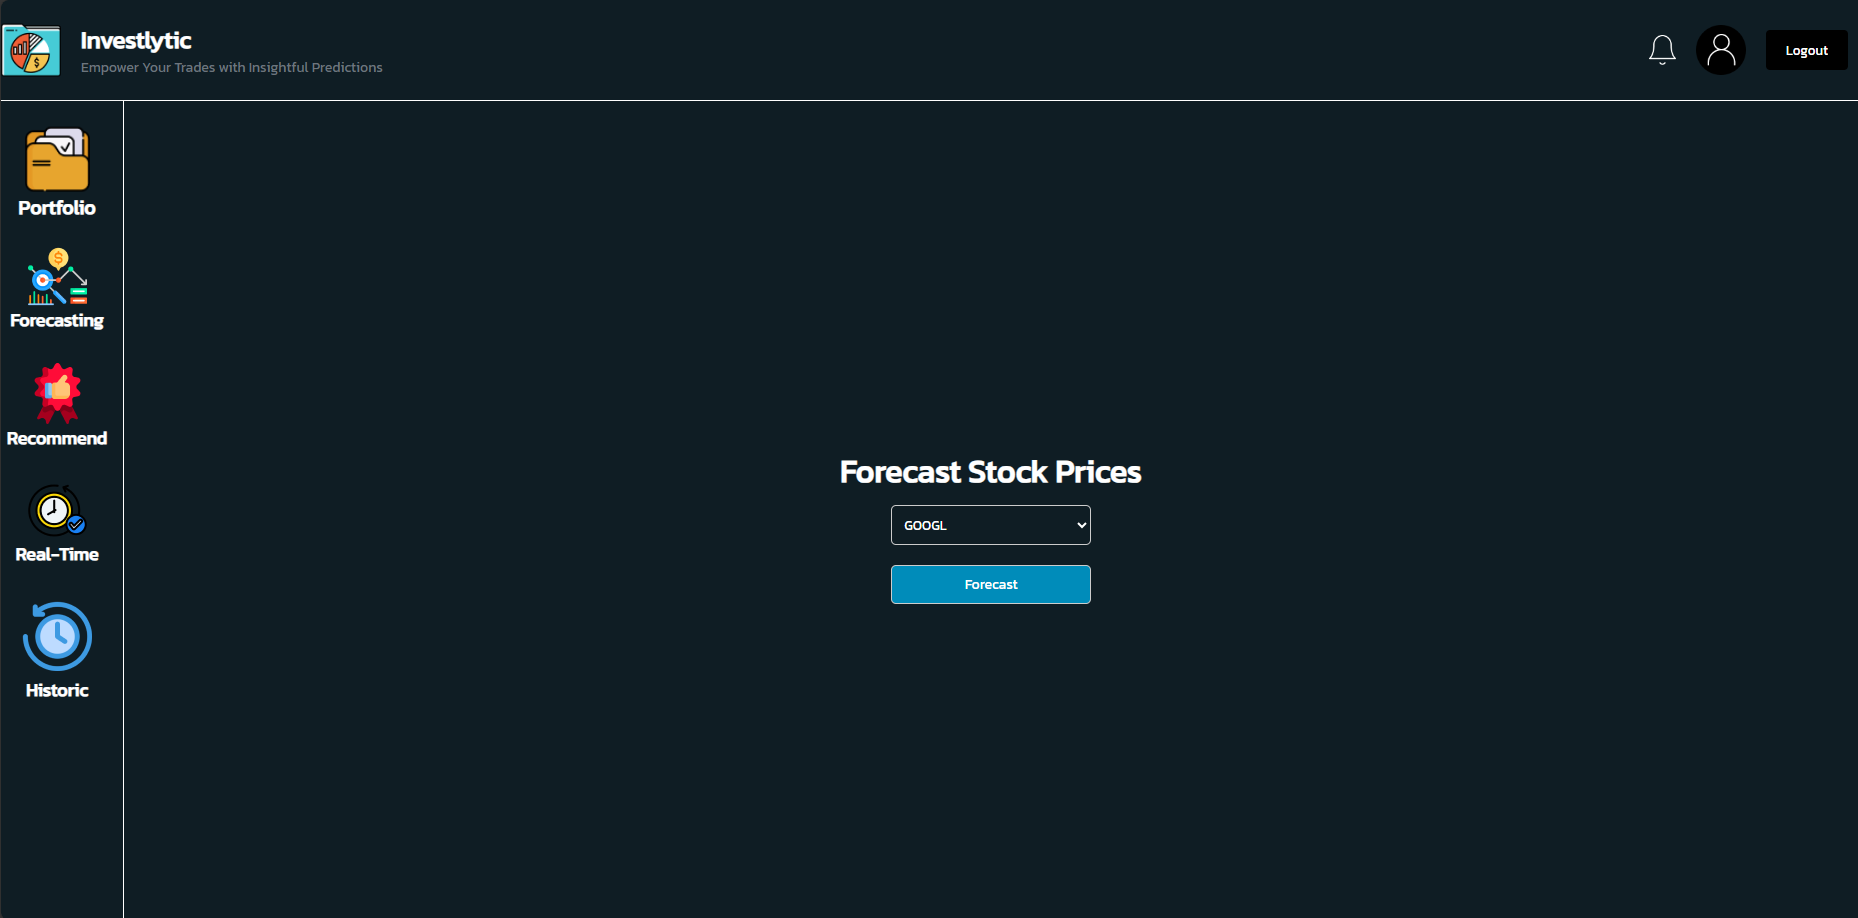 Investlytic
Empower Your Trades with Insightful Predictions
Logout
Portfolio
$
Forecasting
Recommend
Real-Time
Historic
Forecast Stock Prices
GOOGL
Forecast